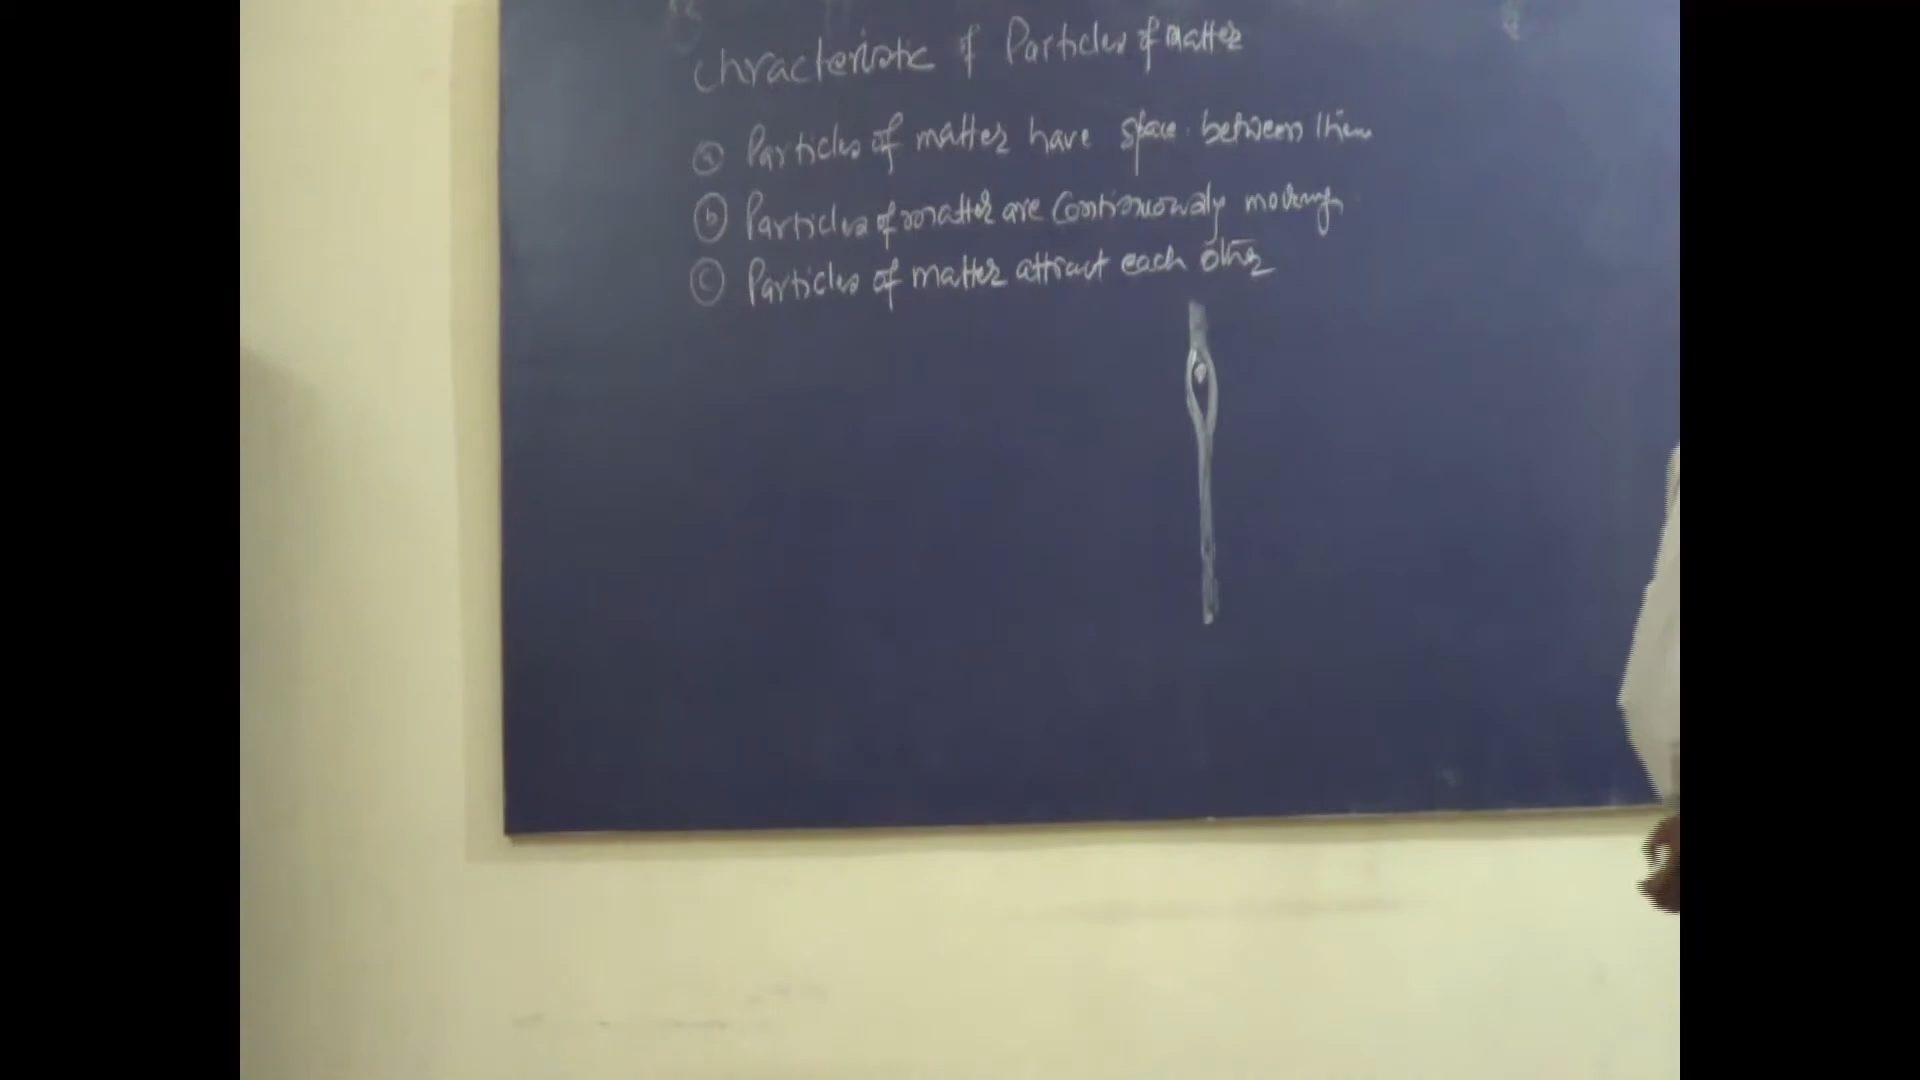 Chracteristic of Particles of matter
(a) Particles of matter have space between them
(b) Particles of matter are continuously moving
(c) Particles of matter attract each other